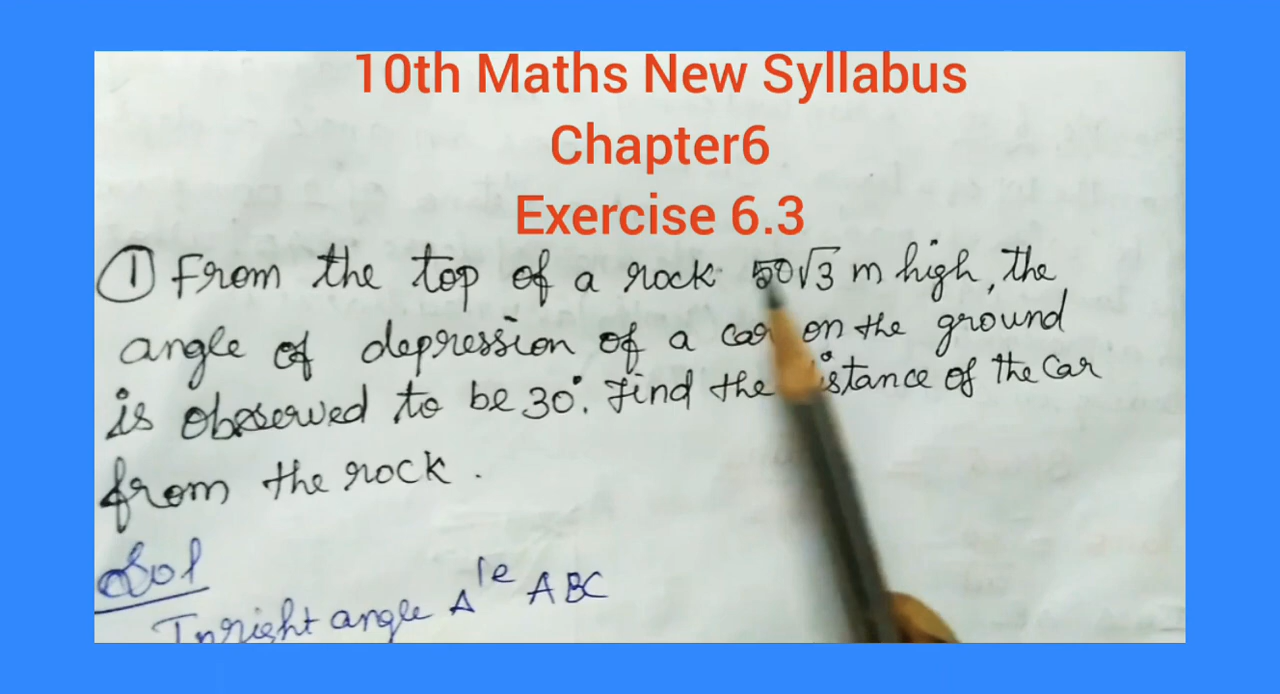 10th Maths New Syllabus
Chapter6
Exercise 6.3
① From the top of a rock 50√3 m high, the
angle of depression of a car on the ground
is observed to be 30°. Find the distance of the Car
from the rock.
Sol
In right angle Δle ABC